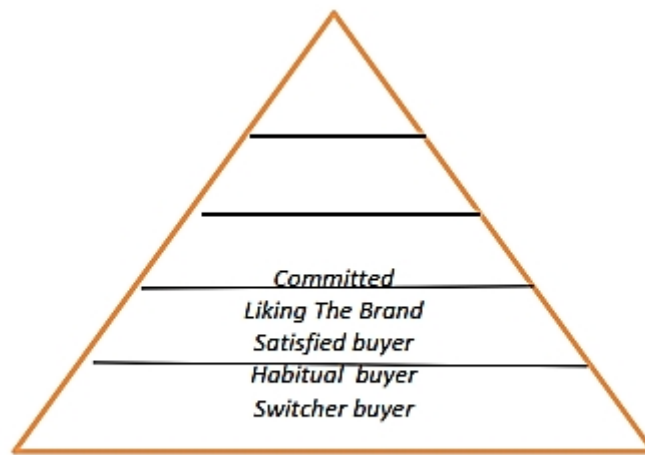 Committed
Liking The Brand
Satisfied buyer
Habitual  buyer
Switcher buyer